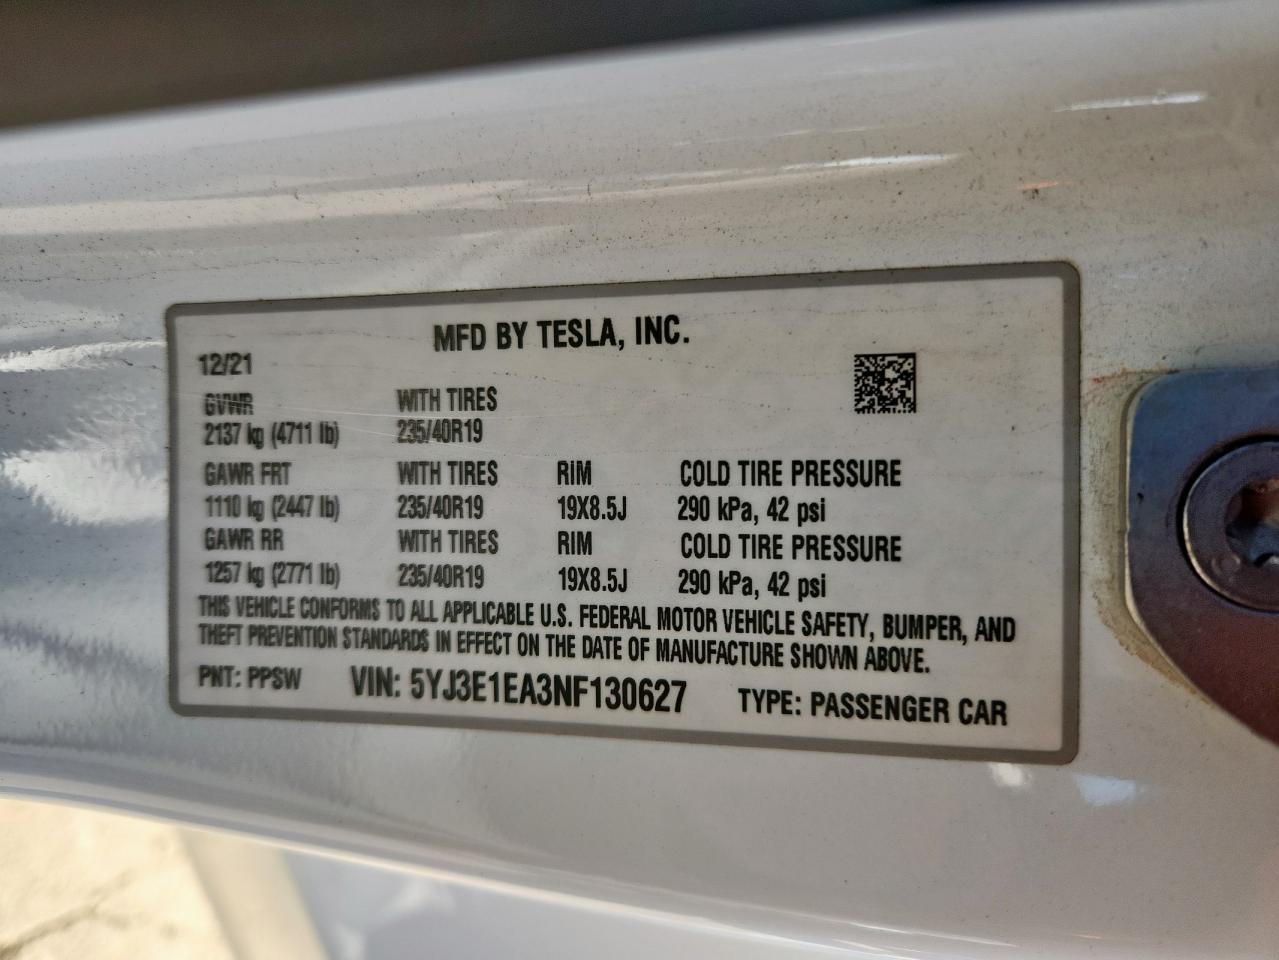 MFD BY TESLA, INC.
12/21
GVWR WITH TIRES
2137 kg (4711 lb) 235/40R19
GAWR FRT WITH TIRES RIM COLD TIRE PRESSURE
1110 kg (2447 lb) 235/40R19 19X8.5J 290 kPa, 42 psi
GAWR RR WITH TIRES RIM COLD TIRE PRESSURE
1257 kg (2771 lb) 235/40R19 19X8.5J 290 kPa, 42 psi
THIS VEHICLE CONFORMS TO ALL APPLICABLE U.S. FEDERAL MOTOR VEHICLE SAFETY, BUMPER, AND
THEFT PREVENTION STANDARDS IN EFFECT ON THE DATE OF MANUFACTURE SHOWN ABOVE.
PNT: PPSW VIN: 5YJ3E1EA3NF130627 TYPE: PASSENGER CAR